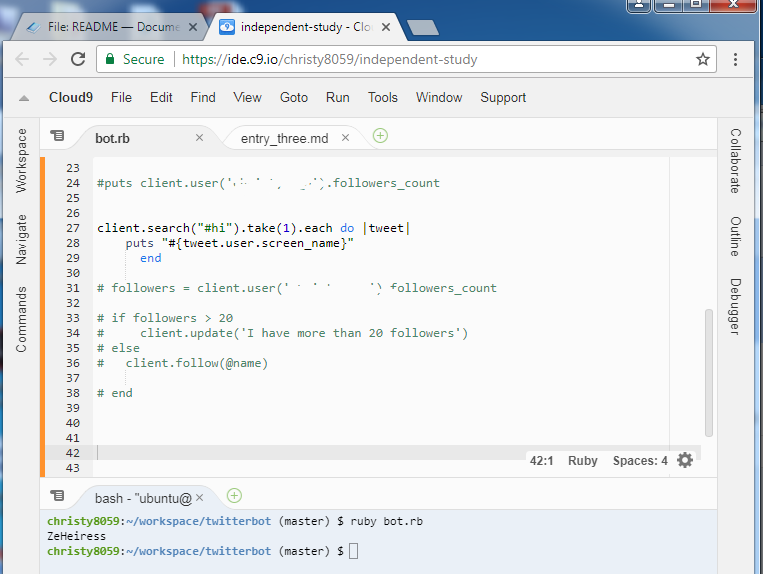 File: README — Docume
independent-study - Clo
Secure https://ide.c9.io/christy8059/independent-study
Cloud9 File Edit Find View Goto Run Tools Window Support
Workspace
Navigate
Commands
Collaborate
Outline
Debugger
bot.rb
entry_three.md
23
24 #puts client.user(' ').followers_count
25
26
27 client.search("#hi").take(1).each do |tweet|
28 puts "#{tweet.user.screen_name}"
29 end
30
31 # followers = client.user(' ') followers_count
32
33 # if followers > 20
34 # client.update('I have more than 20 followers')
35 # else
36 # client.follow(@name)
37
38 # end
39
40
41
42
43
42:1 Ruby Spaces: 4
bash - "ubuntu@
christy8059:~/workspace/twitterbot (master) $ ruby bot.rb
ZeHeiress
christy8059:~/workspace/twitterbot (master) $